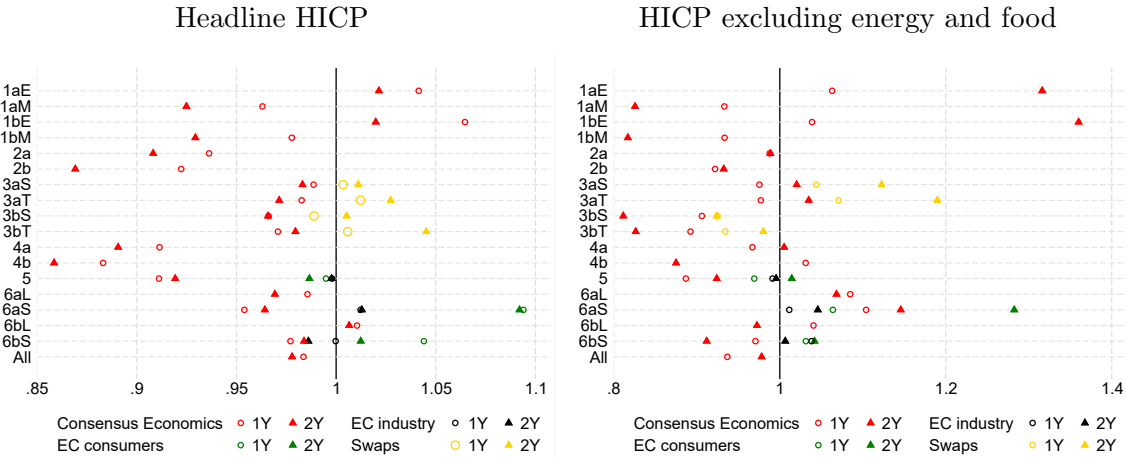 Headline HICP
1aE
1aM
1bE
1bM
2a
2b
3aS
3aT
3bS
3bT
4a
4b
5
6aL
6aS
6bL
6bS
All
.85 .9 .95 1 1.05 1.1
Consensus Economics 1Y 2Y EC industry 1Y 2Y
EC consumers 1Y 2Y Swaps 1Y 2Y
HICP excluding energy and food
1aE
1aM
1bE
1bM
2a
2b
3aS
3aT
3bS
3bT
4a
4b
5
6aL
6aS
6bL
6bS
All
.8 1 1.2 1.4
Consensus Economics 1Y 2Y EC industry 1Y 2Y
EC consumers 1Y 2Y Swaps 1Y 2Y